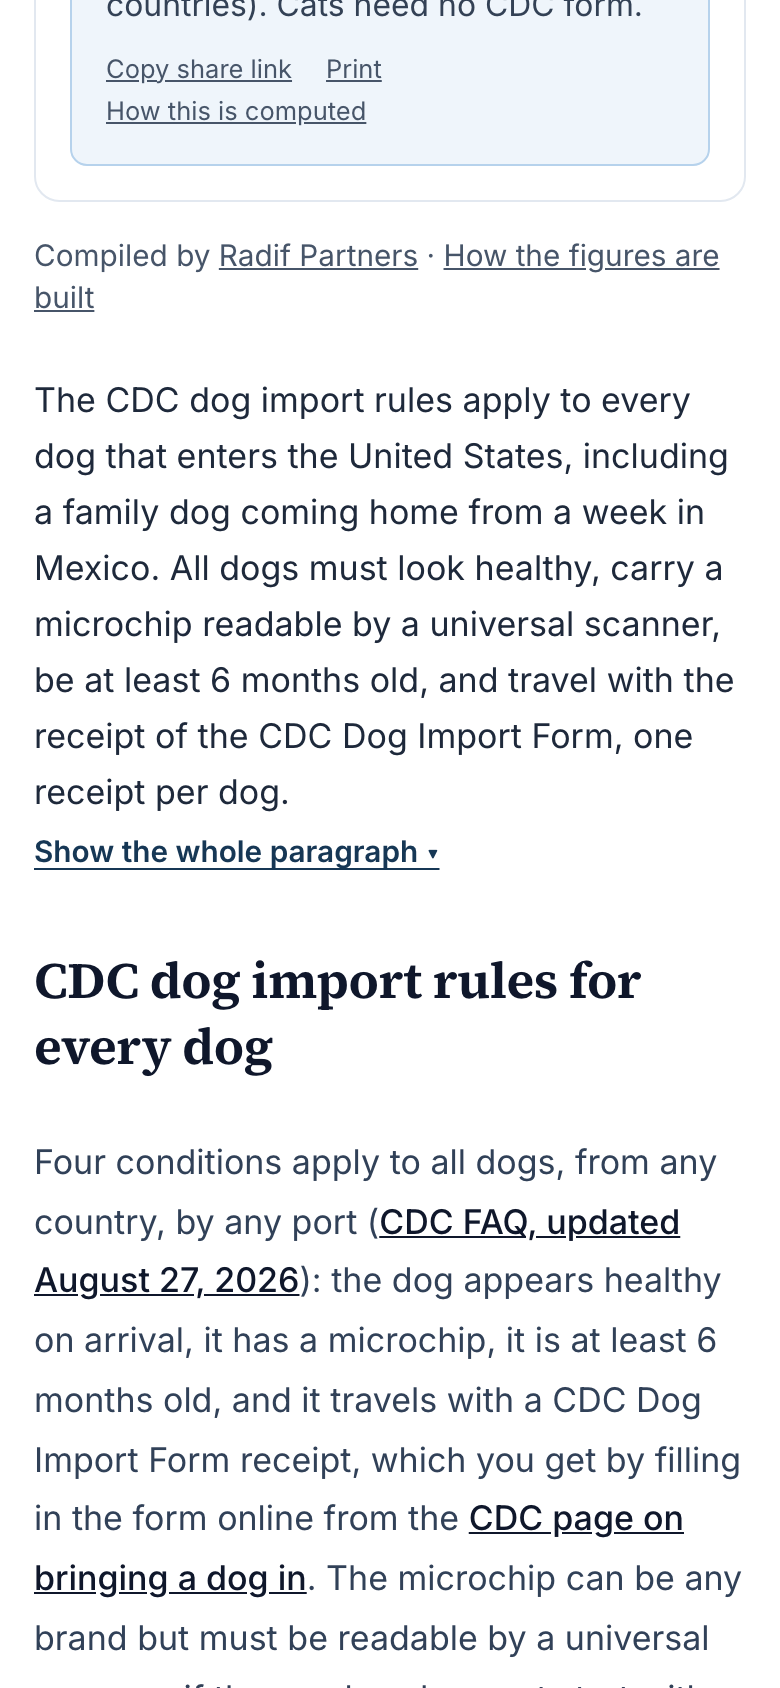 countries). Cats need no CDC form.
Copy share link Print
How this is computed
Compiled by Radif Partners · How the figures are
built
The CDC dog import rules apply to every
dog that enters the United States, including
a family dog coming home from a week in
Mexico. All dogs must look healthy, carry a
microchip readable by a universal scanner,
be at least 6 months old, and travel with the
receipt of the CDC Dog Import Form, one
receipt per dog.
Show the whole paragraph ▾
CDC dog import rules for
every dog
Four conditions apply to all dogs, from any
country, by any port (CDC FAQ, updated
August 27, 2026): the dog appears healthy
on arrival, it has a microchip, it is at least 6
months old, and it travels with a CDC Dog
Import Form receipt, which you get by filling
in the form online from the CDC page on
bringing a dog in. The microchip can be any
brand but must be readable by a universal